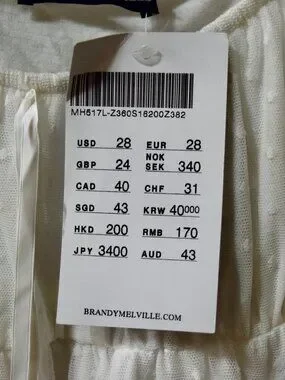 MH517L-Z360S16200Z382
USD 28 EUR 28
GBP 24 NOK SEK 340
CAD 40 CHF 31
SGD 43 KRW 40000
HKD 200 RMB 170
JPY 3400 AUD 43
BRANDYMELVILLE.COM